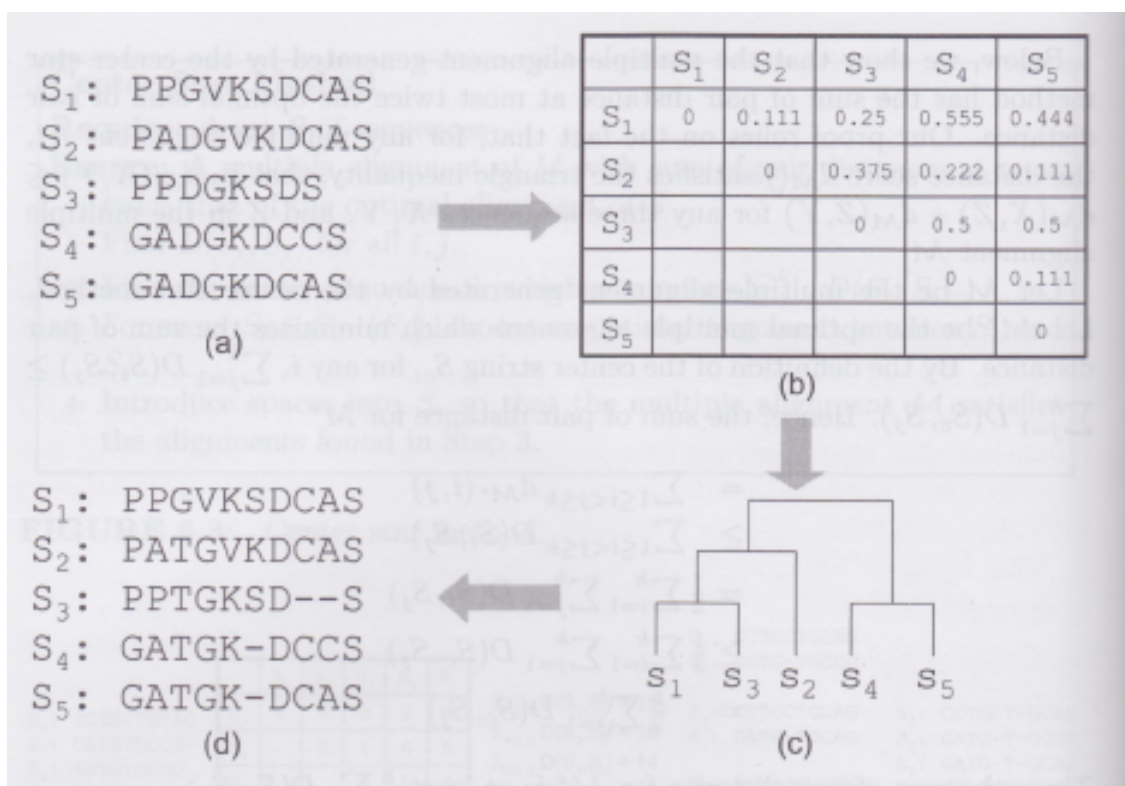 S1: PPGVKSDCAS
S2: PADGVKDCAS
S3: PPDGKSDS
S4: GADGKDCCS
S5: GADGKDCAS
(a)
S1 S2 S3 S4 S5
S1 0 0.111 0.25 0.555 0.444
S2 0 0.375 0.222 0.111
S3 0 0.5 0.5
S4 0 0.111
S5 0
(b)
S1: PPGVKSDCAS
S2: PATGVKDCAS
S3: PPTGKSD--S
S4: GATGK-DCCS
S5: GATGK-DCAS
(d)
S1 S3 S2 S4 S5
(c)